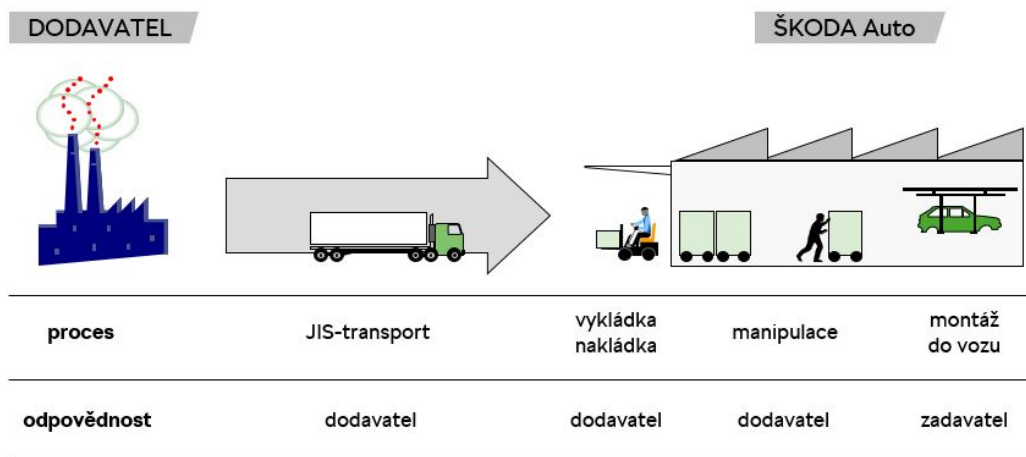 DODAVATEL
ŠKODA Auto
proces
JIS-transport
vykládka
nakládka
manipulace
montáž
do vozu
odpovědnost
dodavatel
dodavatel
dodavatel
zadavatel